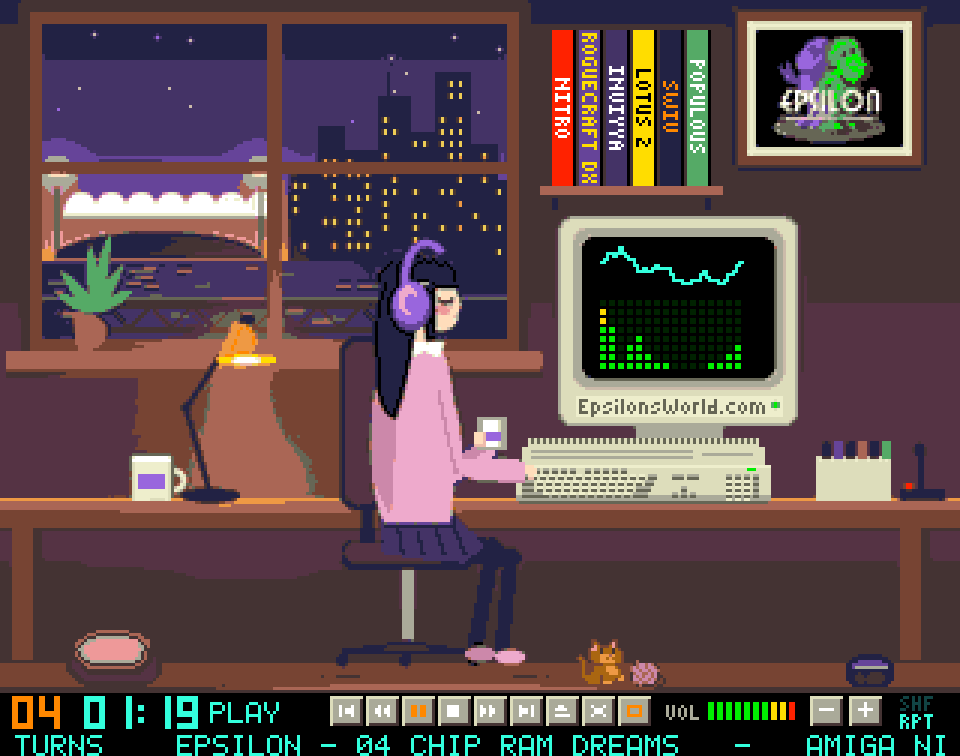 NITRO
ROGUECRAFT DX
INVIYYA
LOTUS 2
SWIV
POPULOUS
EPSILON
EpsilonsWorld.com
04 01:19 PLAY
VOL
SHF
RPT
TURNS EPSILON - 04 CHIP RAM DREAMS - AMIGA NI